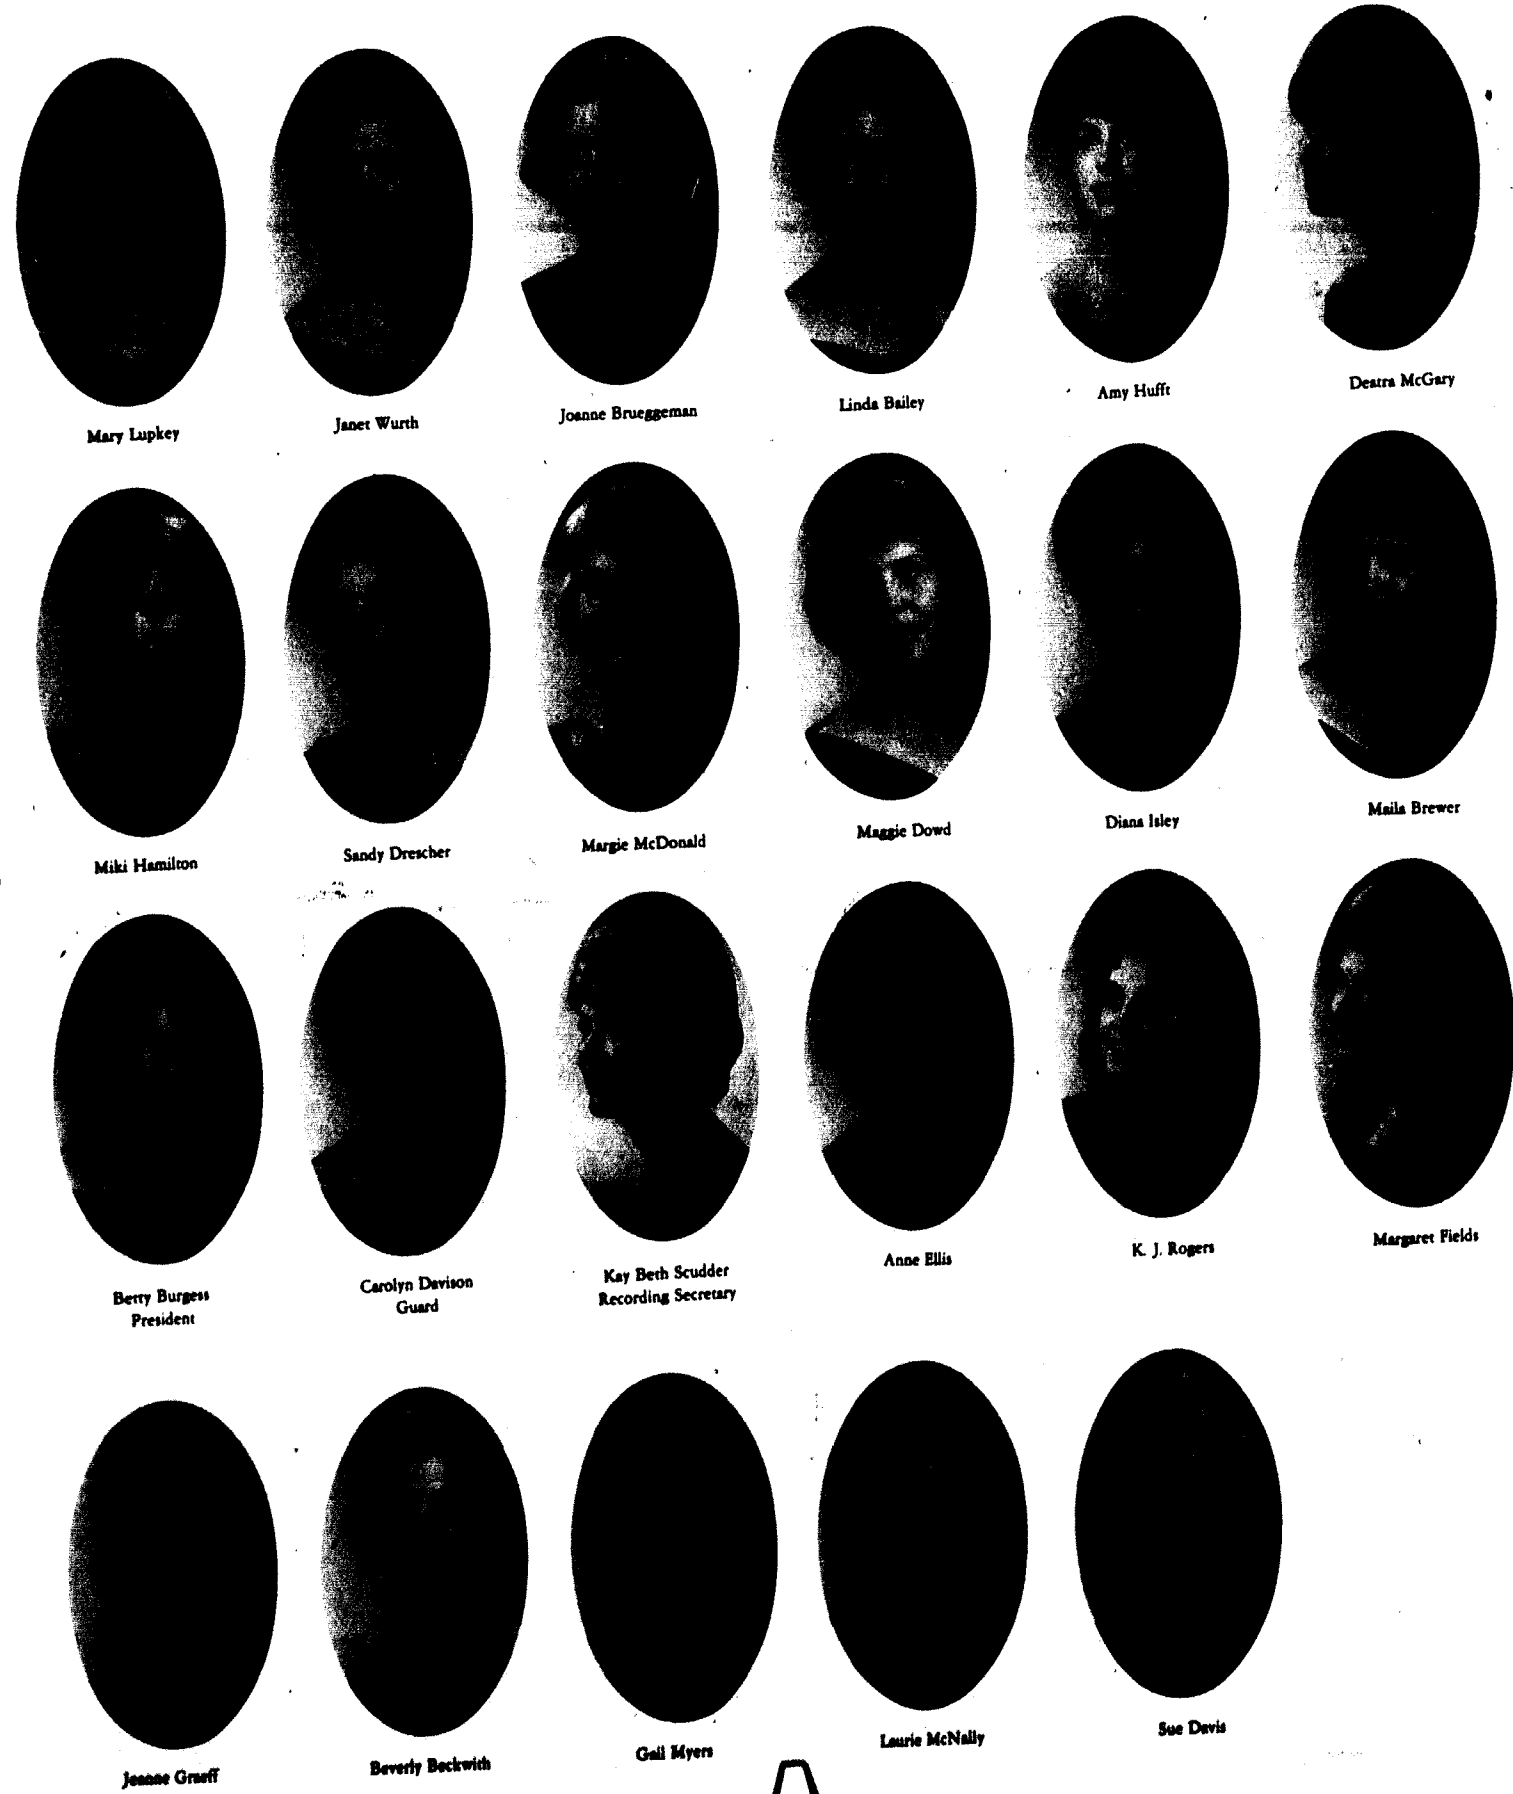 Mary Lupkey
Janet Wurth
Joanne Brueggeman
Linda Bailey
Amy Hufft
Deatra McGary
Miki Hamilton
Sandy Drescher
Margie McDonald
Maggie Dowd
Diana Isley
Maila Brewer
Betty Burgess
President
Carolyn Davison
Guard
Kay Beth Scudder
Recording Secretary
Anne Ellis
K. J. Rogers
Margaret Fields
Jeanne Graeff
Beverly Beckwith
Gail Myers
Laurie McNally
Sue Davis